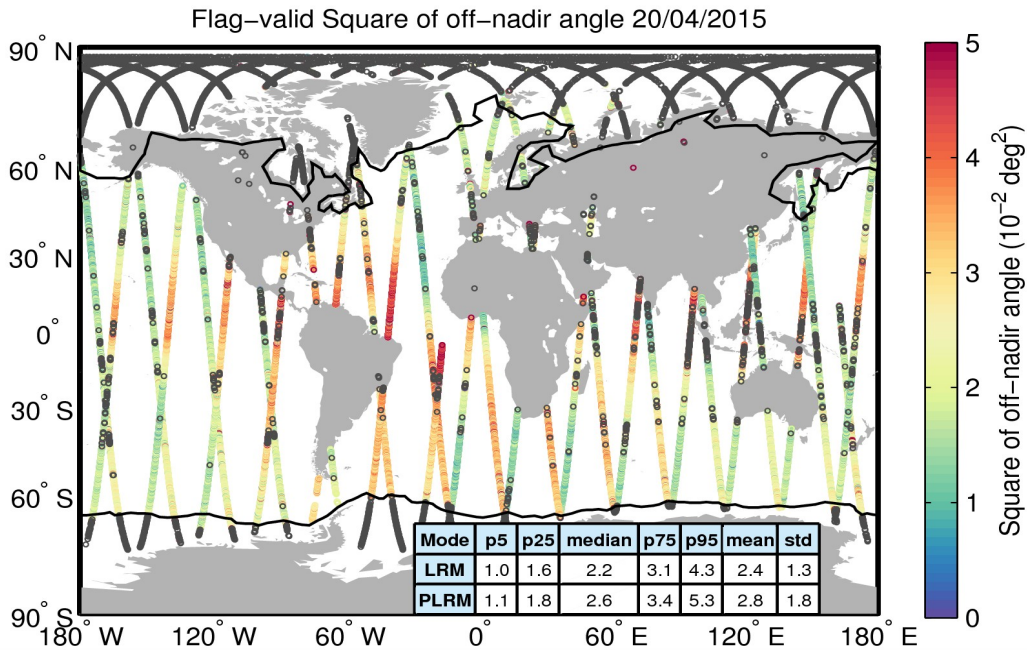 Flag−valid Square of off−nadir angle 20/04/2015
90° N
60° N
30° N
0°
30° S
60° S
90° S
180° W
120° W
60° W
0°
60° E
120° E
180° E
Mode p5 p25 median p75 p95 mean std
LRM 1.0 1.6 2.2 3.1 4.3 2.4 1.3
PLRM 1.1 1.8 2.6 3.4 5.3 2.8 1.8
5
4
3
2
1
0
Square of off−nadir angle (10⁻² deg²)